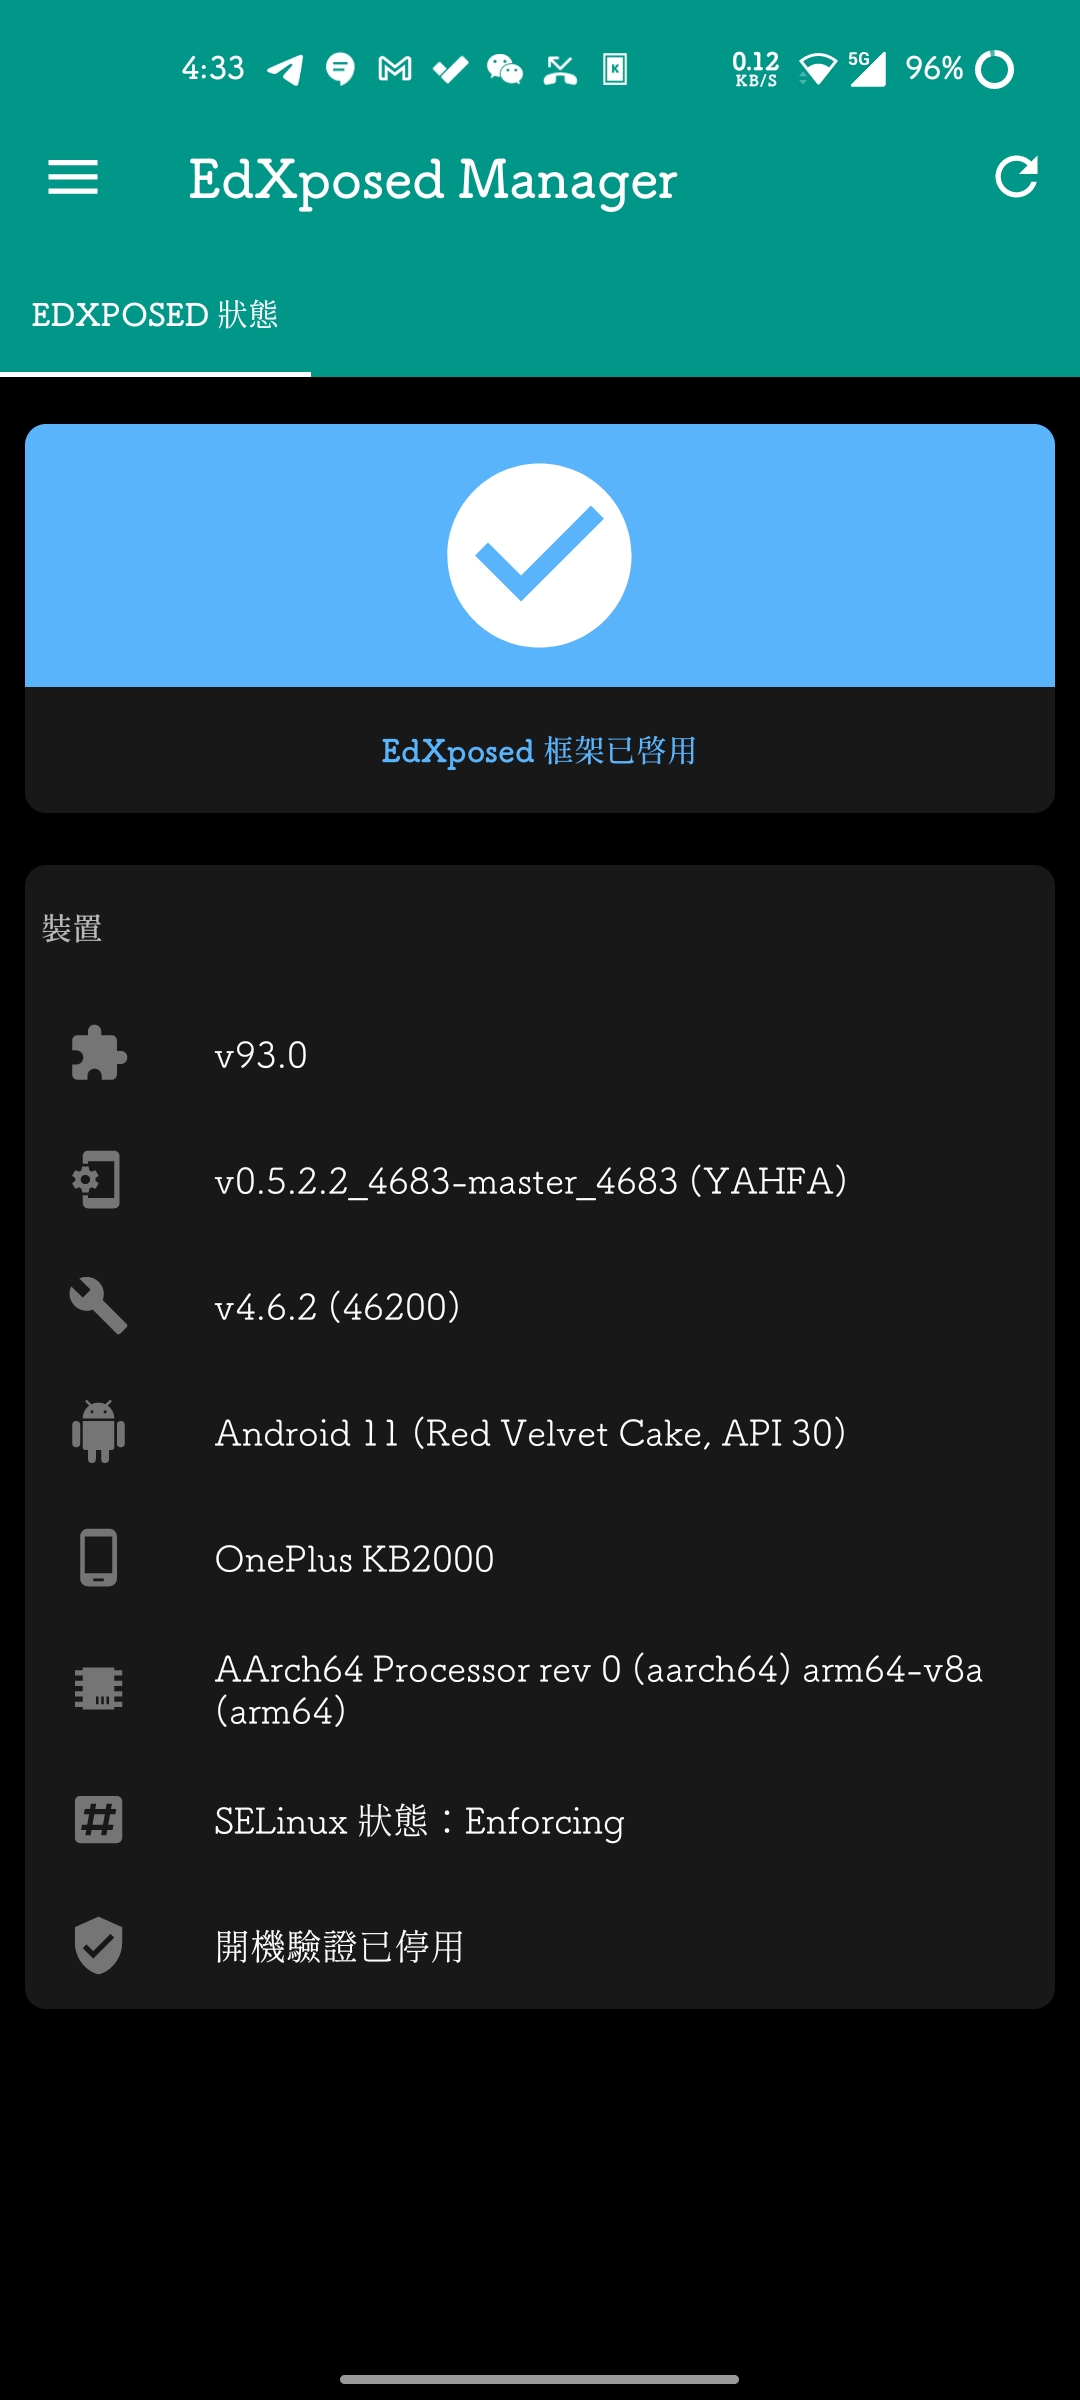 4:33
0.12
KB/S
5G
96%
EdXposed Manager
EDXPOSED 狀態
EdXposed 框架已啓用
裝置
v93.0
v0.5.2.2_4683-master_4683 (YAHFA)
v4.6.2 (46200)
Android 11 (Red Velvet Cake, API 30)
OnePlus KB2000
AArch64 Processor rev 0 (aarch64) arm64-v8a
(arm64)
SELinux 狀態：Enforcing
開機驗證已停用